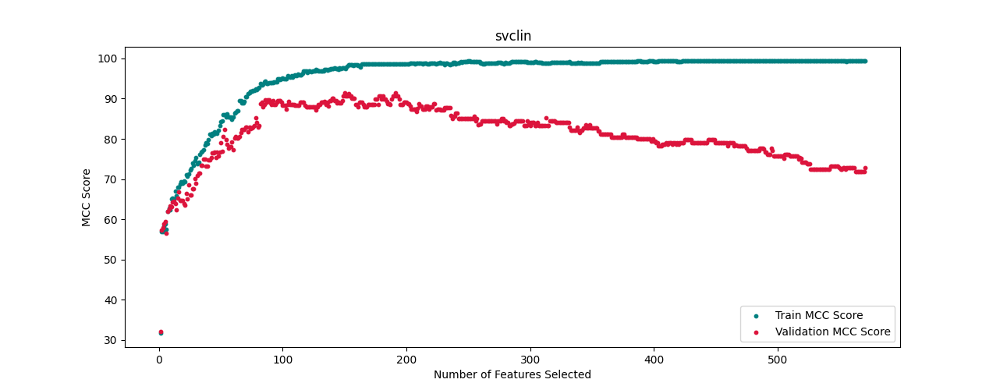 svclin
100
90
80
70
60
50
40
30
MCC Score
0
100
200
300
400
500
Number of Features Selected
Train MCC Score
Validation MCC Score